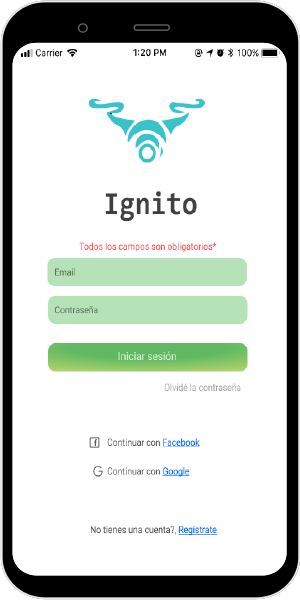 Carrier 1:20 PM 100%
Ignito
Todos los campos son obligatorios*
Email
Contraseña
Iniciar sesión
Olvidé la contraseña
Continuar con Facebook
Continuar con Google
No tienes una cuenta?, Registrate